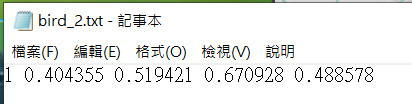 bird_2.txt - 記事本
檔案(F) 編輯(E) 格式(O) 檢視(V) 說明
1 0.404355 0.519421 0.670928 0.488578